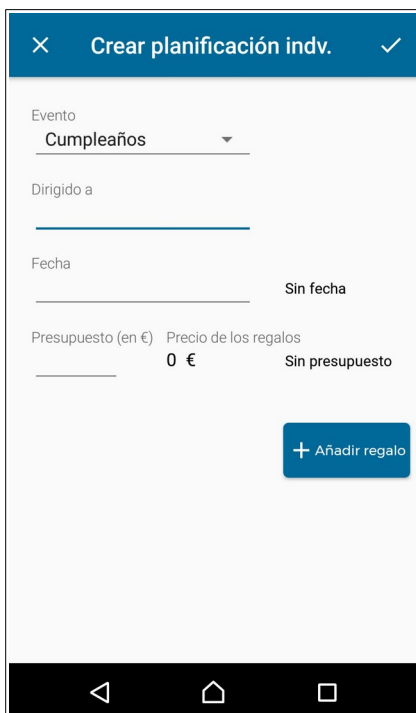 Crear planificación indv.
Evento
Cumpleaños
Dirigido a
Fecha
Sin fecha
Presupuesto (en €) Precio de los regalos
0 € Sin presupuesto
+ Añadir regalo